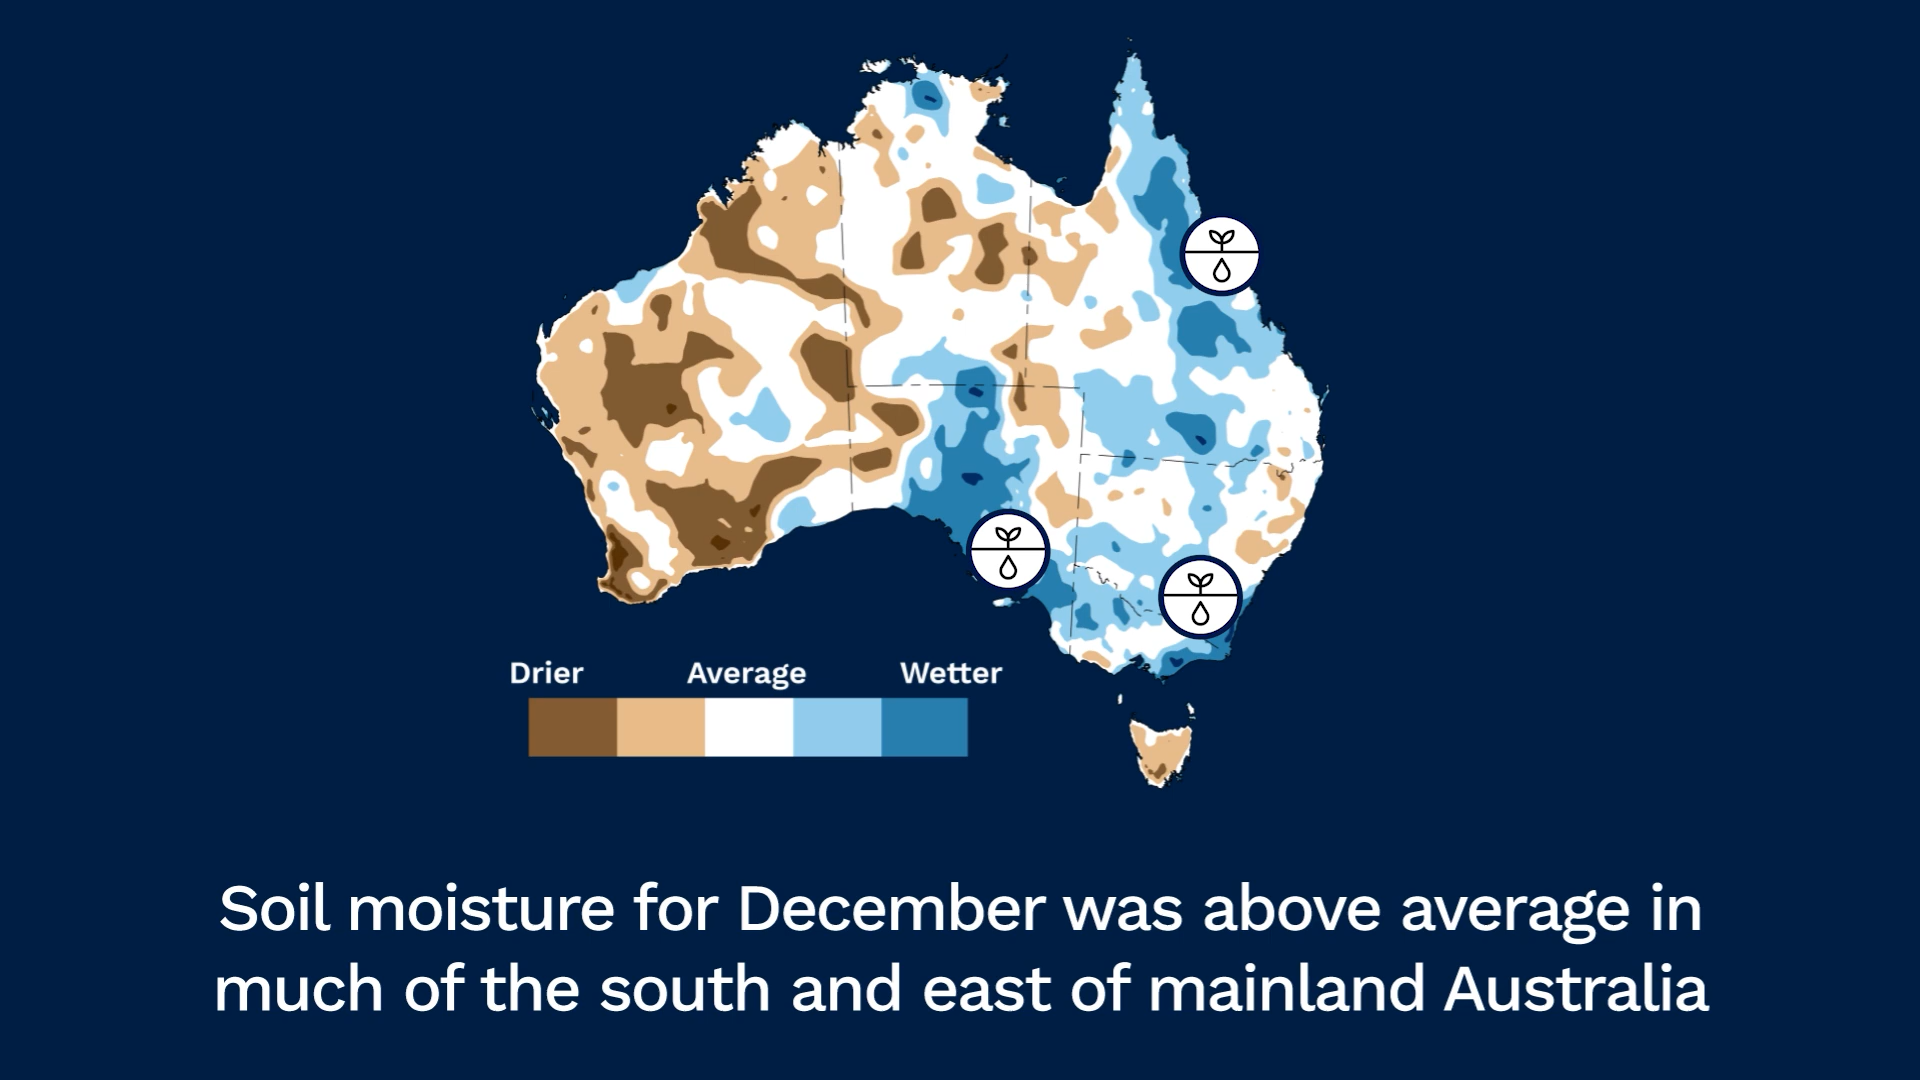 Drier Average Wetter
Soil moisture for December was above average in
much of the south and east of mainland Australia